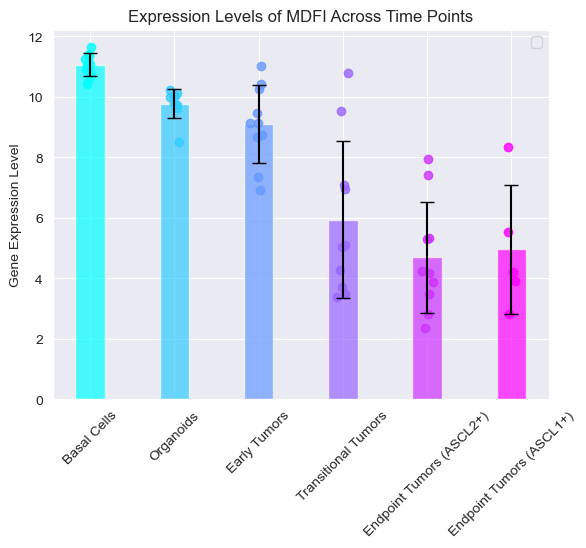 Expression Levels of MDFI Across Time Points
Gene Expression Level
12
10
8
6
4
2
0
Basal Cells
Organoids
Early Tumors
Transitional Tumors
Endpoint Tumors (ASCL2+)
Endpoint Tumors (ASCL1+)